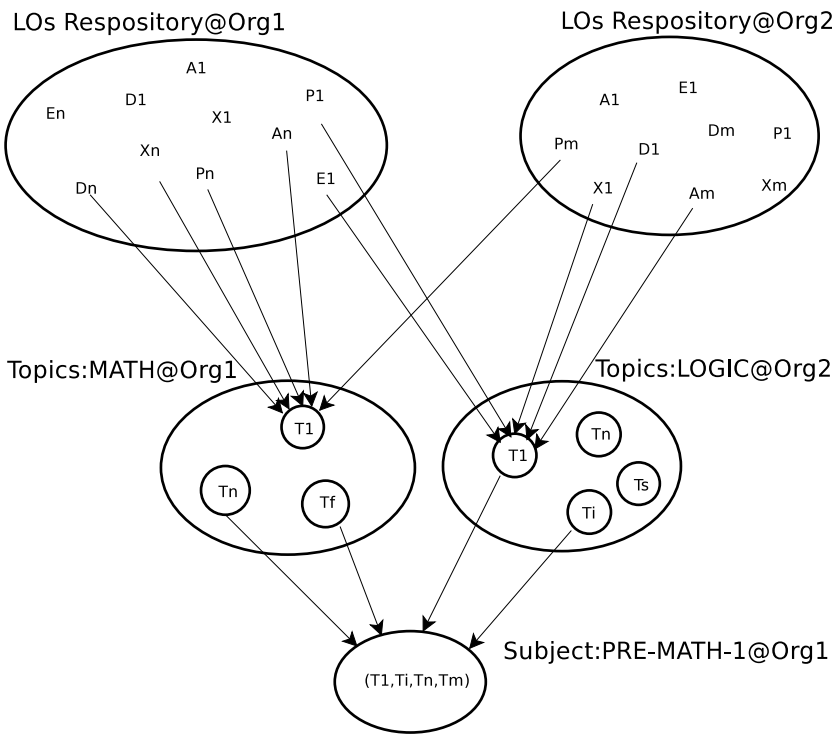 LOs Respository@Org1
LOs Respository@Org2
A1
En
D1
P1
X1
An
Xn
Pn
Dn
E1
E1
A1
Dm
P1
Pm
D1
X1
Am
Xm
Topics:MATH@Org1
Topics:LOGIC@Org2
T1
Tn
Tf
T1
Tn
Ts
Ti
Subject:PRE-MATH-1@Org1
(T1,Ti,Tn,Tm)